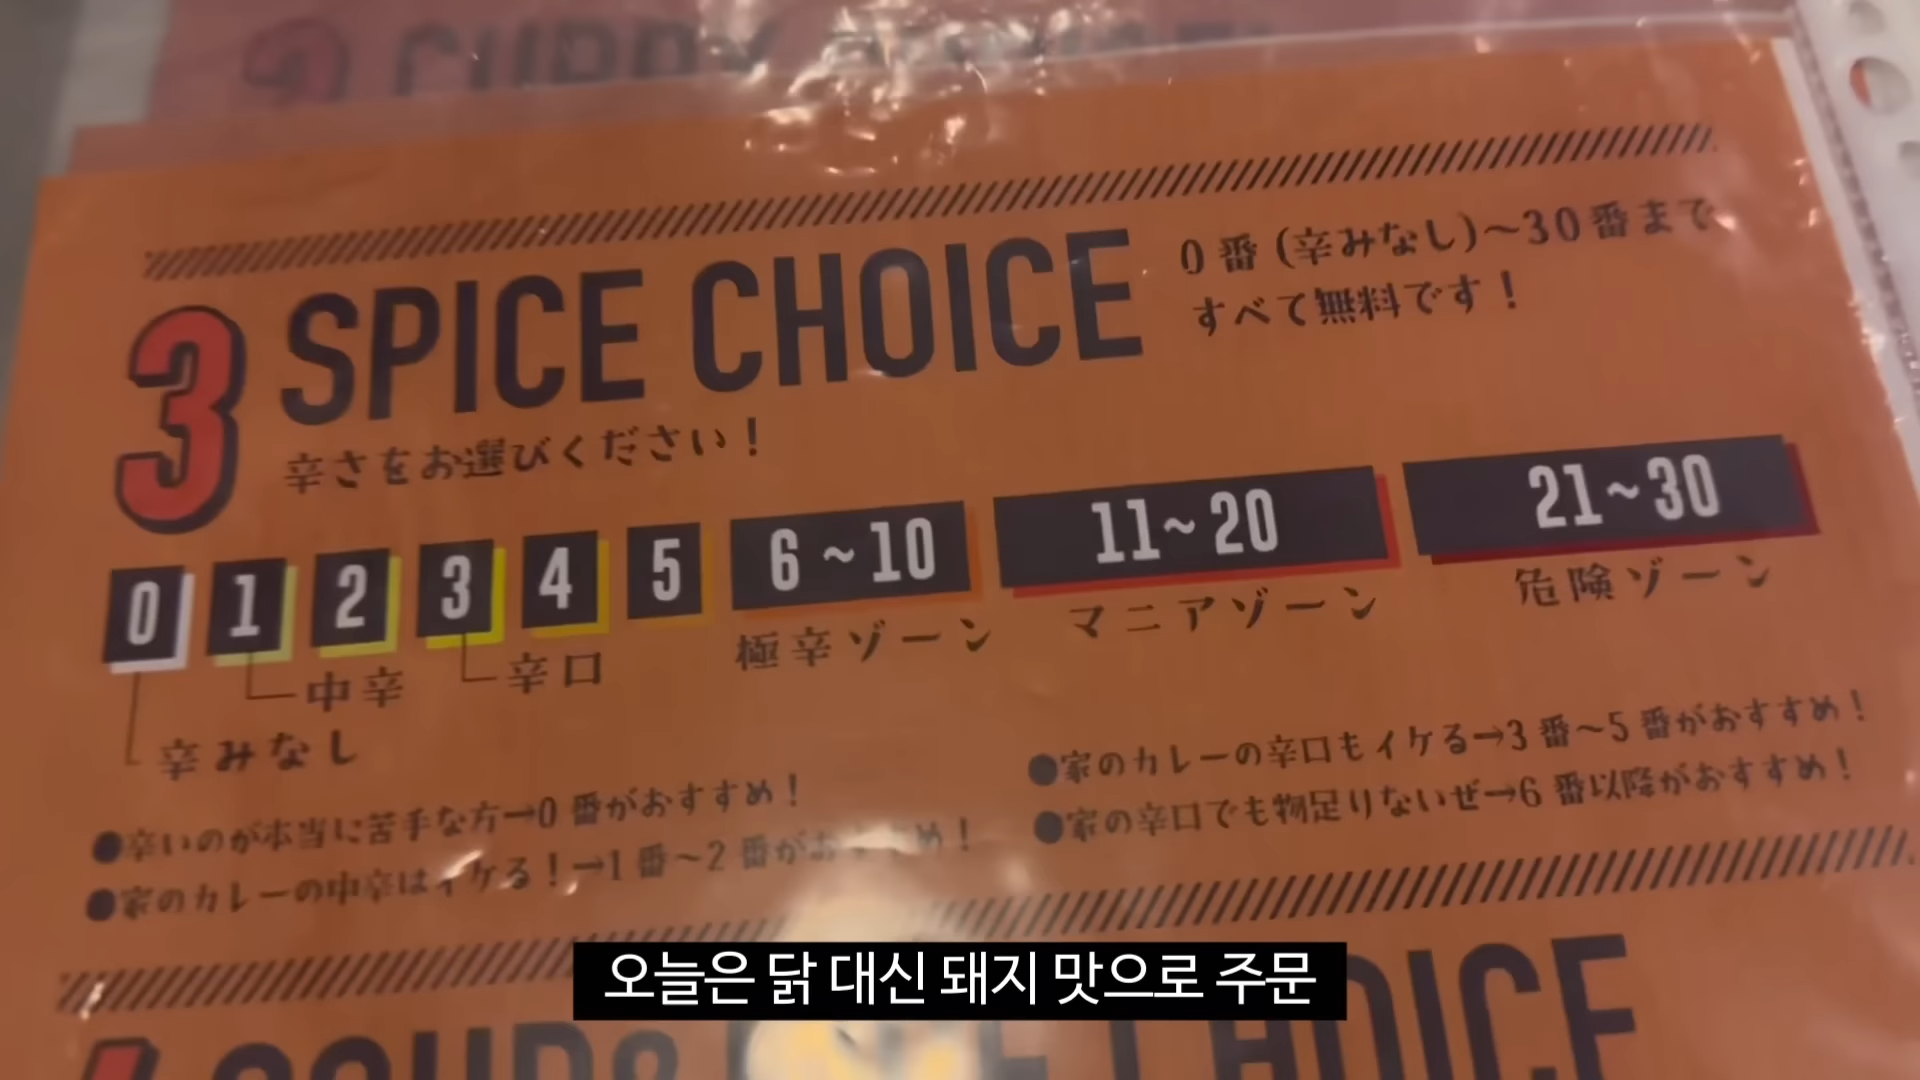 3 SPICE CHOICE
0番(辛みなし)～30番まで
すべて無料です！
辛さをお選びください！
0 1 2 3 4 5 6～10 11～20 21～30
辛みなし
中辛
辛口
極辛ゾーン
マニアゾーン
危険ゾーン
●辛いのが本当に苦手な方→0番がおすすめ！
●家のカレーの中辛はイケる！→1番～2番がおすすめ！
●家のカレーの辛口もイケる→3番～5番がおすすめ！
●家の辛口でも物足りないぜ→6番以降がおすすめ！
CHOICE
오늘은 닭 대신 돼지 맛으로 주문